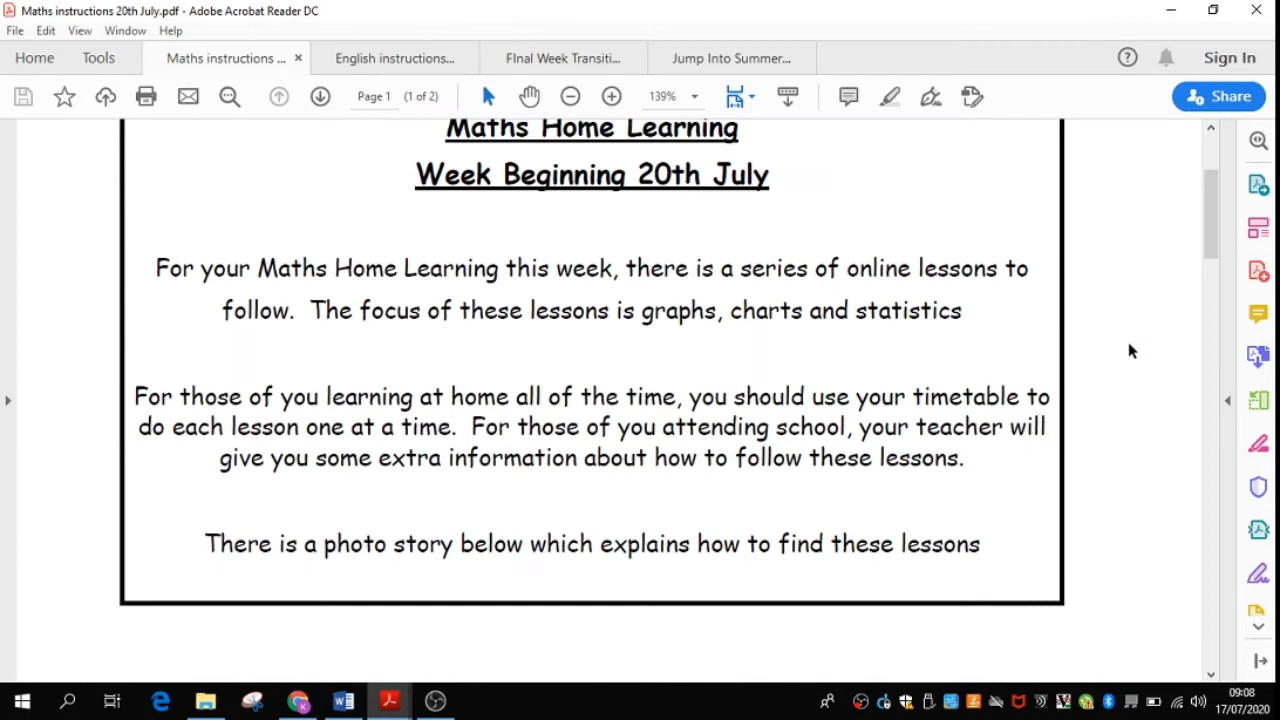 Maths instructions 20th July.pdf - Adobe Acrobat Reader DC
File Edit View Window Help
Home Tools Maths instructions ... × English instructions... FInal Week Transiti... Jump Into Summer... Sign In
Page 1 (1 of 2) 139% Share
Maths Home Learning
Week Beginning 20th July
For your Maths Home Learning this week, there is a series of online lessons to
follow. The focus of these lessons is graphs, charts and statistics
For those of you learning at home all of the time, you should use your timetable to
do each lesson one at a time. For those of you attending school, your teacher will
give you some extra information about how to follow these lessons.
There is a photo story below which explains how to find these lessons
09:08
17/07/2020